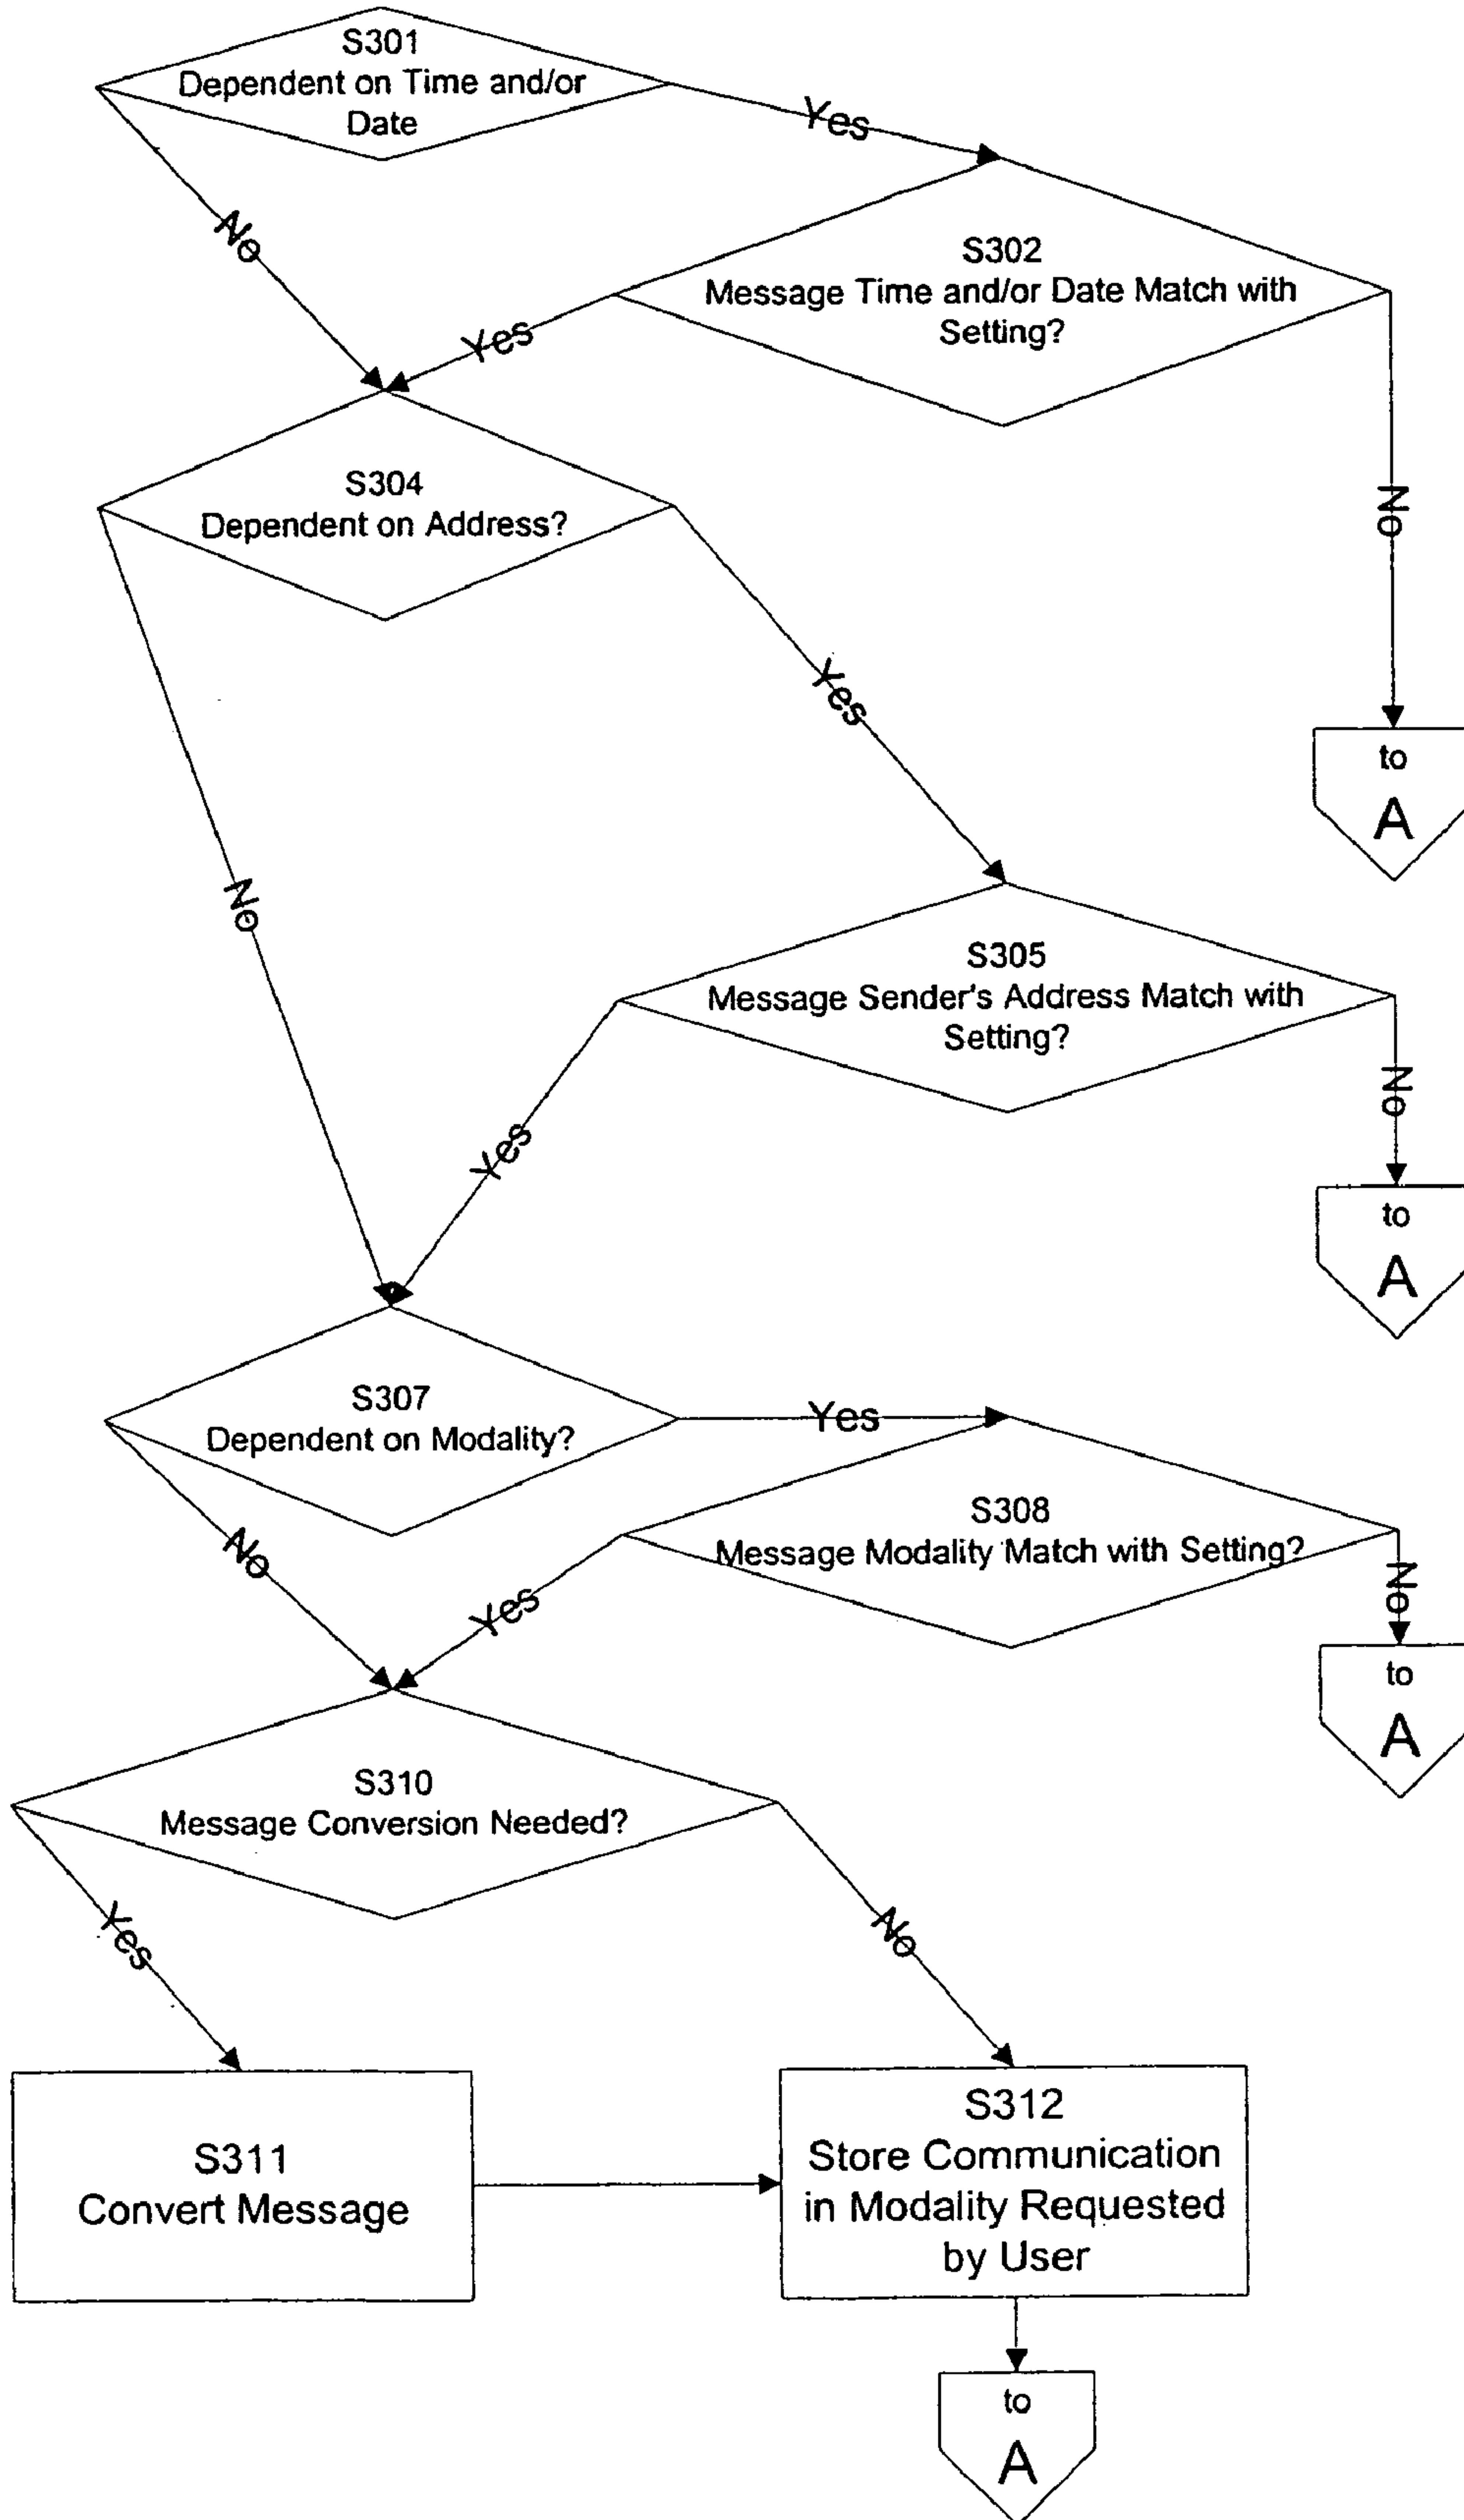 S301
Dependent on Time and/or
Date
Yes
No
S302
Message Time and/or Date Match with
Setting?
Yes
No
S304
Dependent on Address?
Yes
No
to
A
S305
Message Sender's Address Match with
Setting?
Yes
No
to
A
S307
Dependent on Modality?
Yes
No
S308
Message Modality Match with Setting?
Yes
No
to
A
S310
Message Conversion Needed?
Yes
No
S311
Convert Message
S312
Store Communication
in Modality Requested
by User
to
A